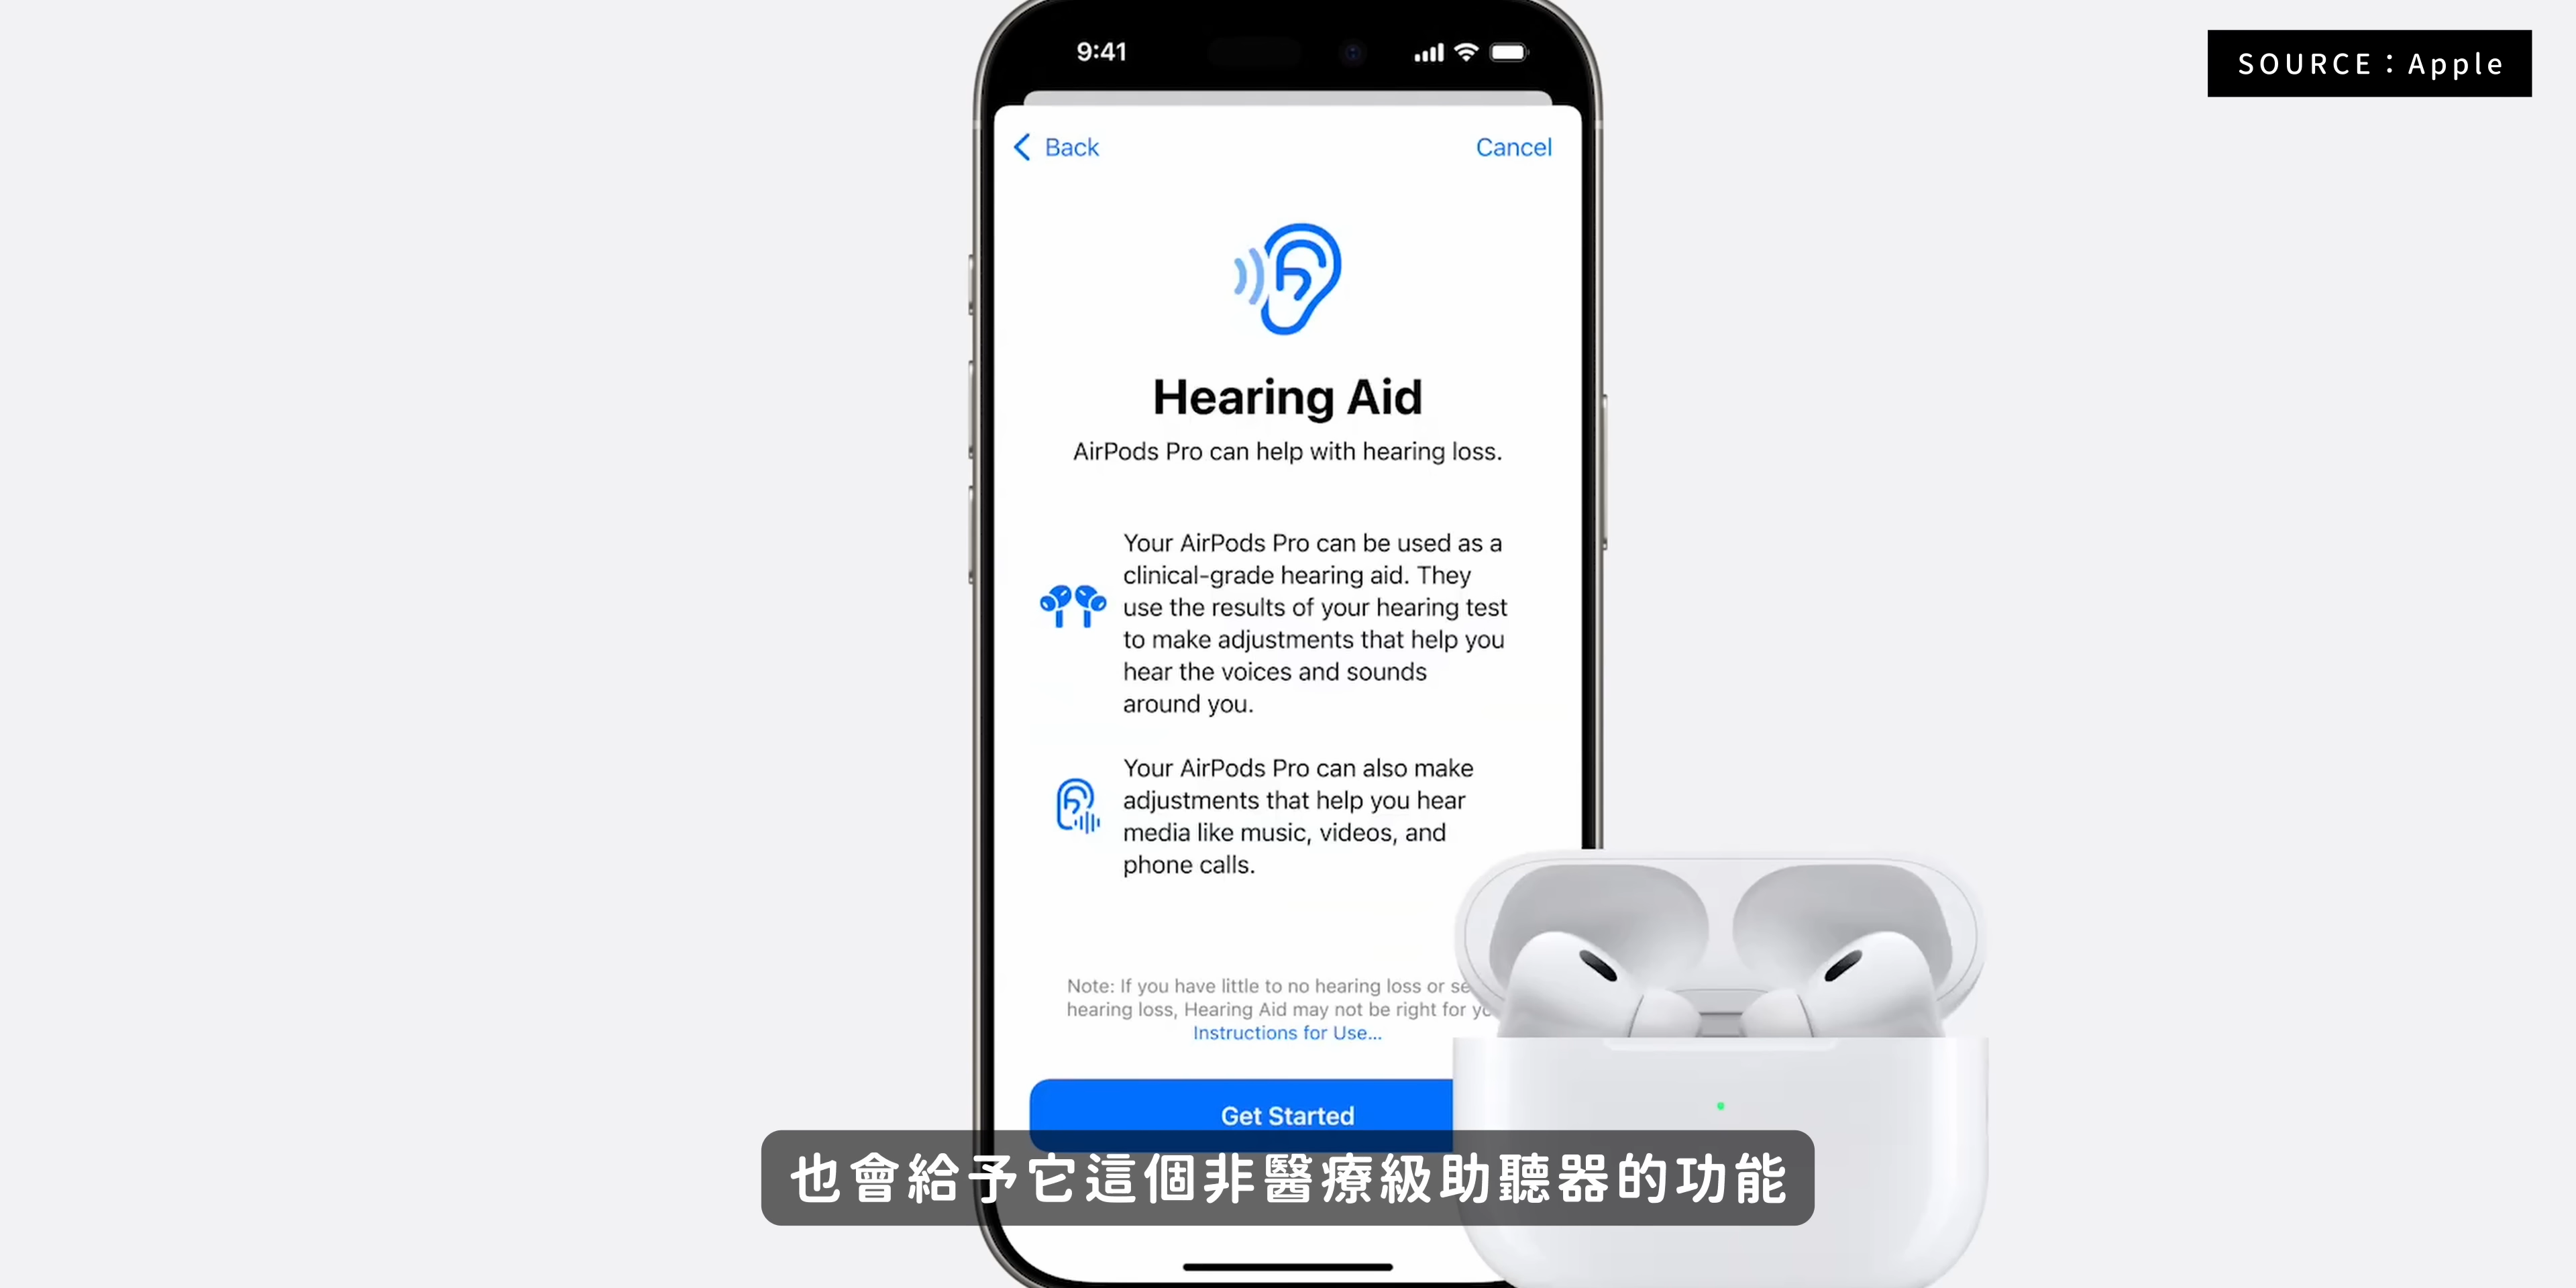 9:41
SOURCE：Apple
Back
Cancel
Hearing Aid
AirPods Pro can help with hearing loss.
Your AirPods Pro can be used as a
clinical-grade hearing aid. They
use the results of your hearing test
to make adjustments that help you
hear the voices and sounds
around you.
Your AirPods Pro can also make
adjustments that help you hear
media like music, videos, and
phone calls.
Note: If you have little to no hearing loss or
hearing loss, Hearing Aid may not be right for
Instructions for Use...
Get Started
也會給予它這個非醫療級助聽器的功能